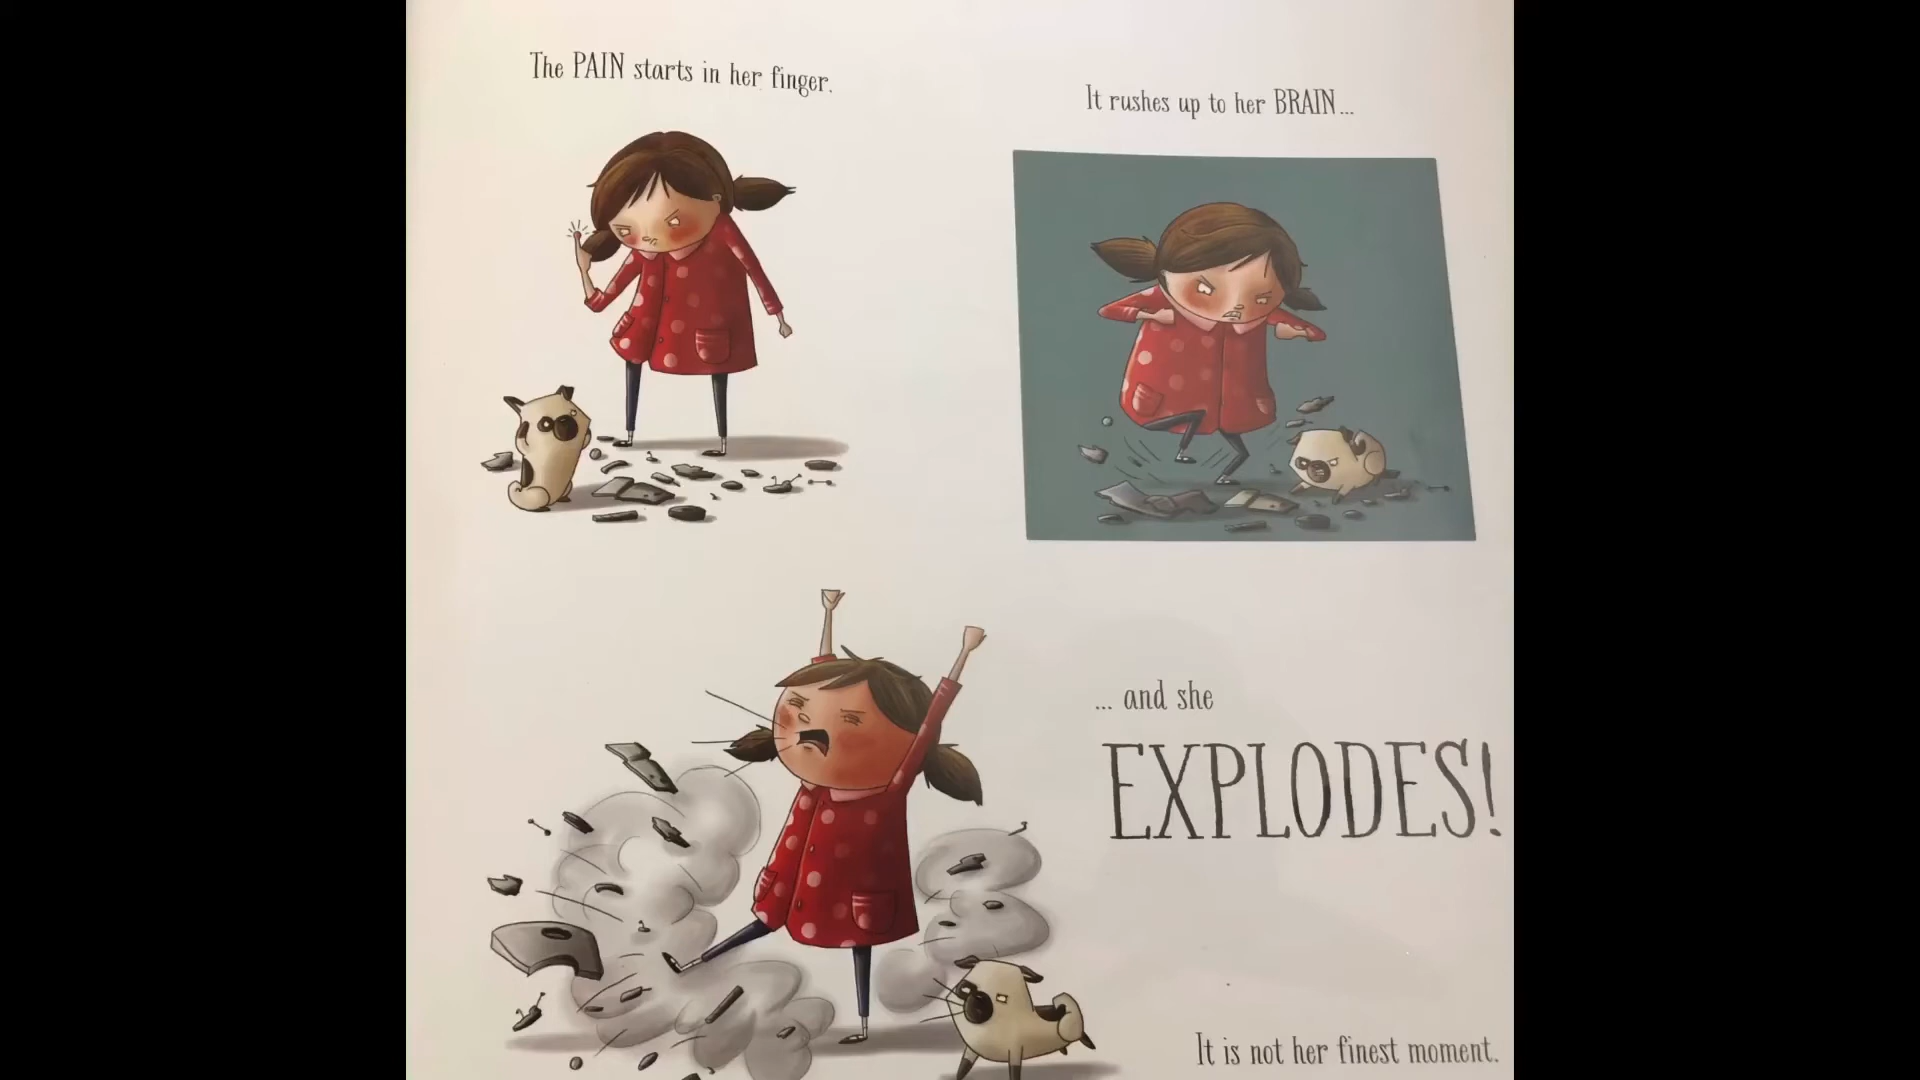 The PAIN starts in her finger.
It rushes up to her BRAIN...
... and she
EXPLODES!
It is not her finest moment.